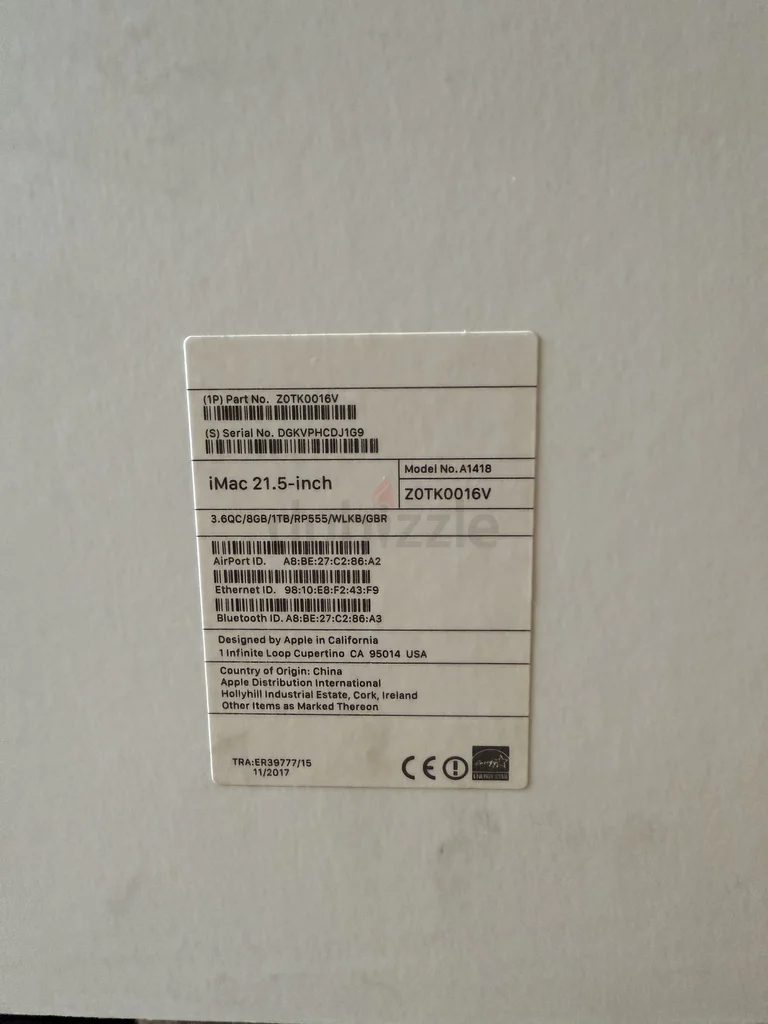 (1P) Part No. Z0TK0016V
(S) Serial No. DGKVPHCDJ1G9
iMac 21.5-inch
Model No. A1418
Z0TK0016V
3.6QC/8GB/1TB/RP555/WLKB/GBR
dubizzle
AirPort ID. A8:BE:27:C2:86:A2
Ethernet ID. 98:10:E8:F2:43:F9
Bluetooth ID. A8:BE:27:C2:86:A3
Designed by Apple in California
1 Infinite Loop Cupertino CA 95014 USA
Country of Origin: China
Apple Distribution International
Hollyhill Industrial Estate, Cork, Ireland
Other Items as Marked Thereon
TRA:ER39777/15
11/2017
CE
energy
ENERGY STAR